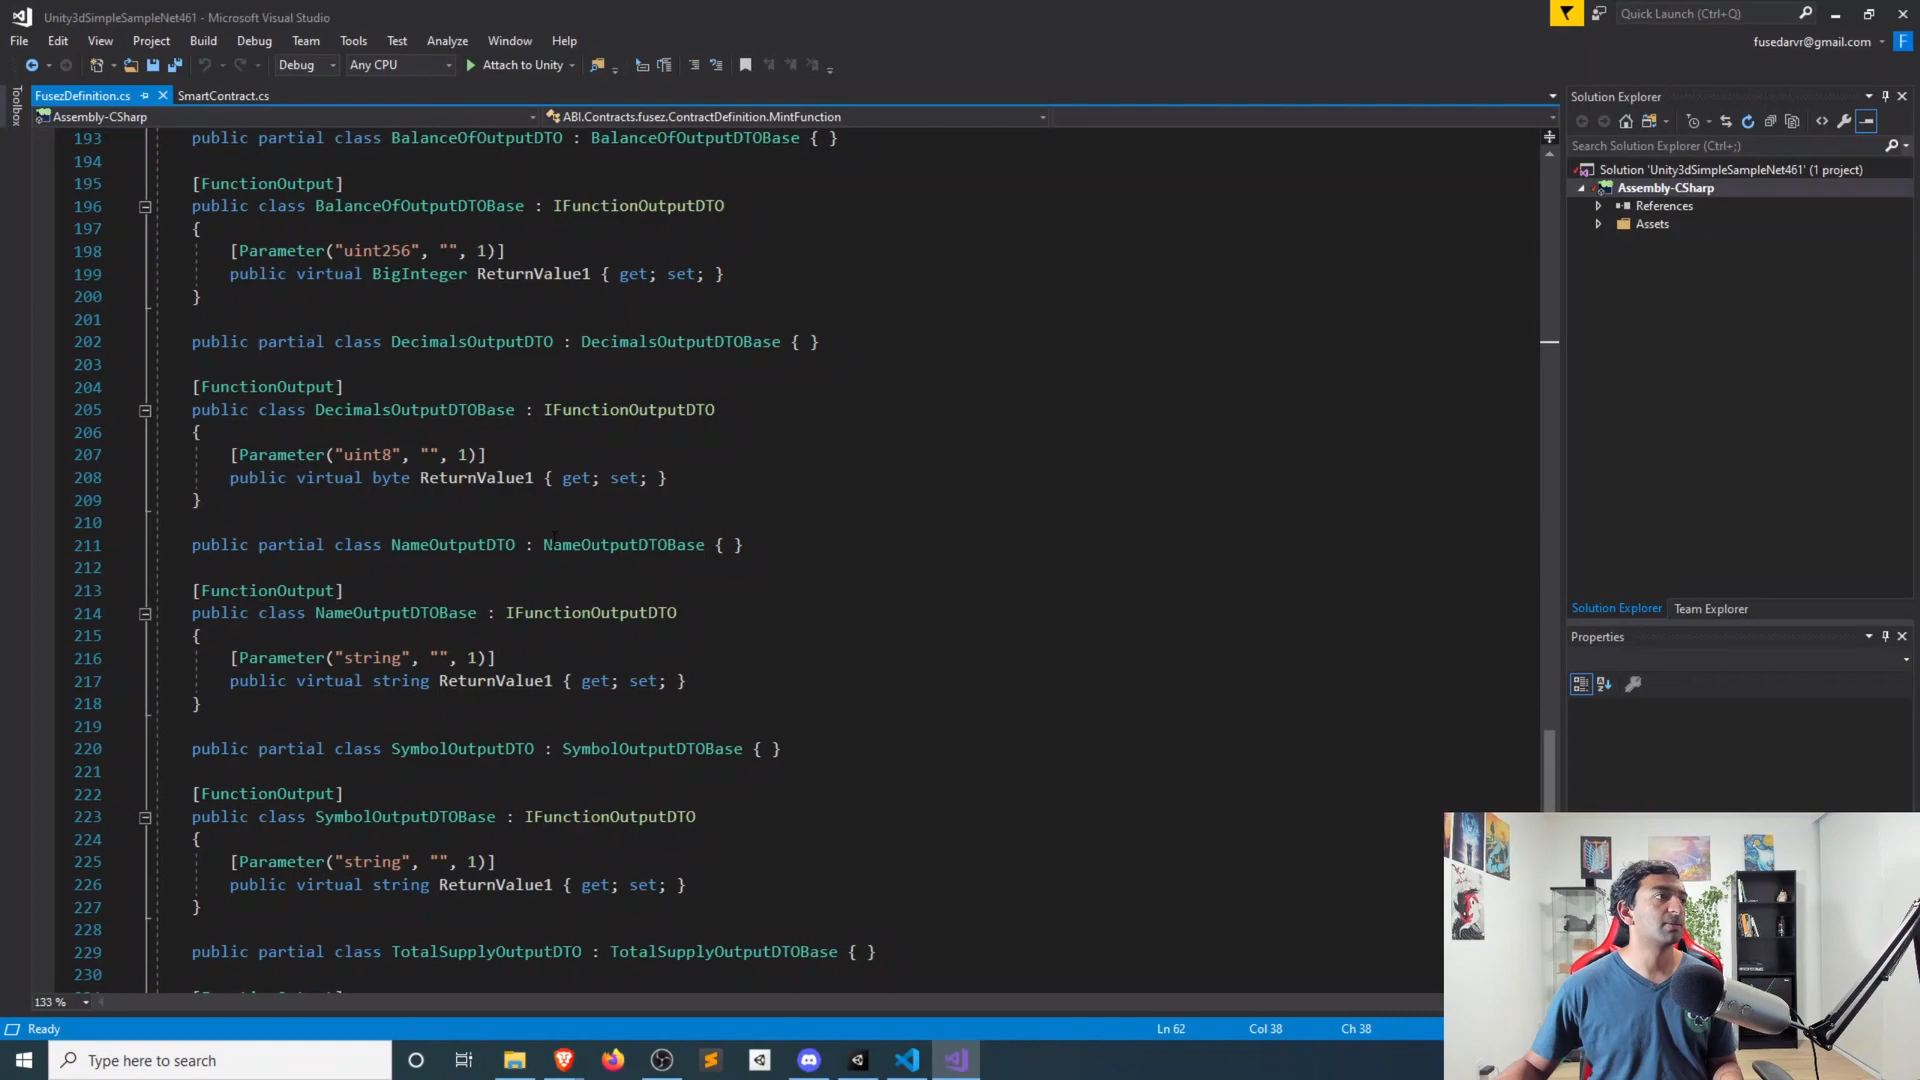 Unity3dSimpleSampleNet461 - Microsoft Visual Studio
Quick Launch (Ctrl+Q)
File Edit View Project Build Debug Team Tools Test Analyze Window Help
fusedarvr@gmail.com F
Debug Any CPU Attach to Unity
Toolbox
FusezDefinition.cs SmartContract.cs
Assembly-CSharp ABI.Contracts.fusez.ContractDefinition.MintFunction
193 public partial class BalanceOfOutputDTO : BalanceOfOutputDTOBase { }
194
195 [FunctionOutput]
196 public class BalanceOfOutputDTOBase : IFunctionOutputDTO
197 {
198 [Parameter("uint256", "", 1)]
199 public virtual BigInteger ReturnValue1 { get; set; }
200 }
201
202 public partial class DecimalsOutputDTO : DecimalsOutputDTOBase { }
203
204 [FunctionOutput]
205 public class DecimalsOutputDTOBase : IFunctionOutputDTO
206 {
207 [Parameter("uint8", "", 1)]
208 public virtual byte ReturnValue1 { get; set; }
209 }
210
211 public partial class NameOutputDTO : NameOutputDTOBase { }
212
213 [FunctionOutput]
214 public class NameOutputDTOBase : IFunctionOutputDTO
215 {
216 [Parameter("string", "", 1)]
217 public virtual string ReturnValue1 { get; set; }
218 }
219
220 public partial class SymbolOutputDTO : SymbolOutputDTOBase { }
221
222 [FunctionOutput]
223 public class SymbolOutputDTOBase : IFunctionOutputDTO
224 {
225 [Parameter("string", "", 1)]
226 public virtual string ReturnValue1 { get; set; }
227 }
228
229 public partial class TotalSupplyOutputDTO : TotalSupplyOutputDTOBase { }
230
133 %
Solution Explorer
Search Solution Explorer (Ctrl+;)
Solution 'Unity3dSimpleSampleNet461' (1 project)
Assembly-CSharp
References
Assets
Solution Explorer Team Explorer
Properties
Ready Ln 62 Col 38 Ch 38
Type here to search